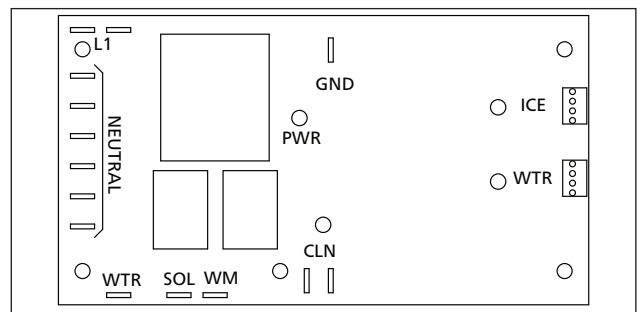 L1
GND
ICE
PWR
NEUTRAL
WTR
CLN
WTR
SOL
WM